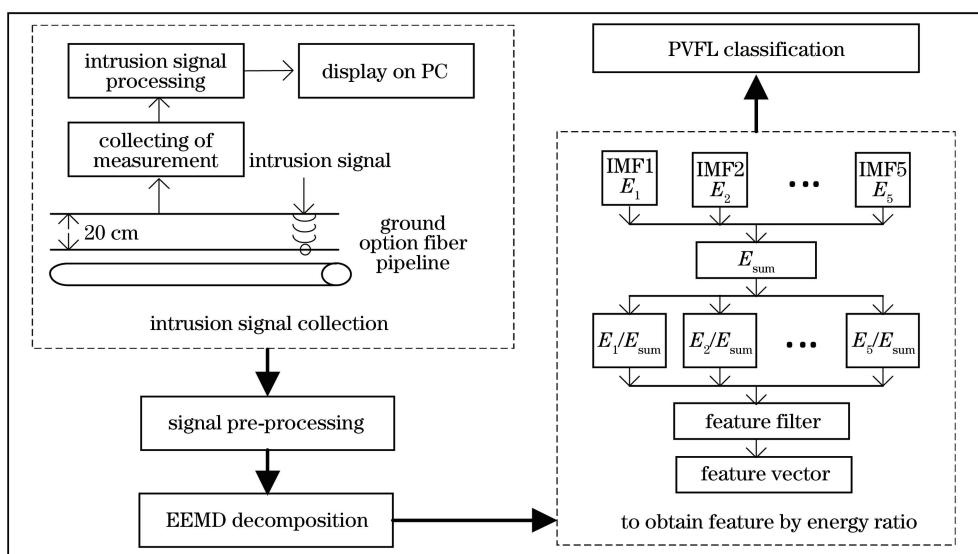 intrusion signal
processing
display on PC
collecting of
measurement
intrusion signal
20 cm
ground
option fiber
pipeline
intrusion signal collection
signal pre-processing
EEMD decomposition
PVFL classification
IMF1
E1
IMF2
E2
•••
IMF5
E5
Esum
E1/Esum
E2/Esum
•••
E5/Esum
feature filter
feature vector
to obtain feature by energy ratio